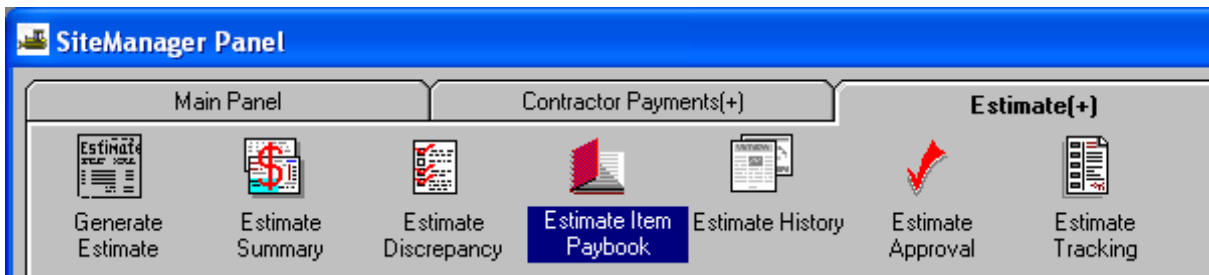 SiteManager Panel
Main Panel
Contractor Payments(+)
Estimate(+)
Estimate
Generate
Estimate
Estimate
Summary
Estimate
Discrepancy
Estimate Item
Paybook
Estimate History
Estimate
Approval
Estimate
Tracking